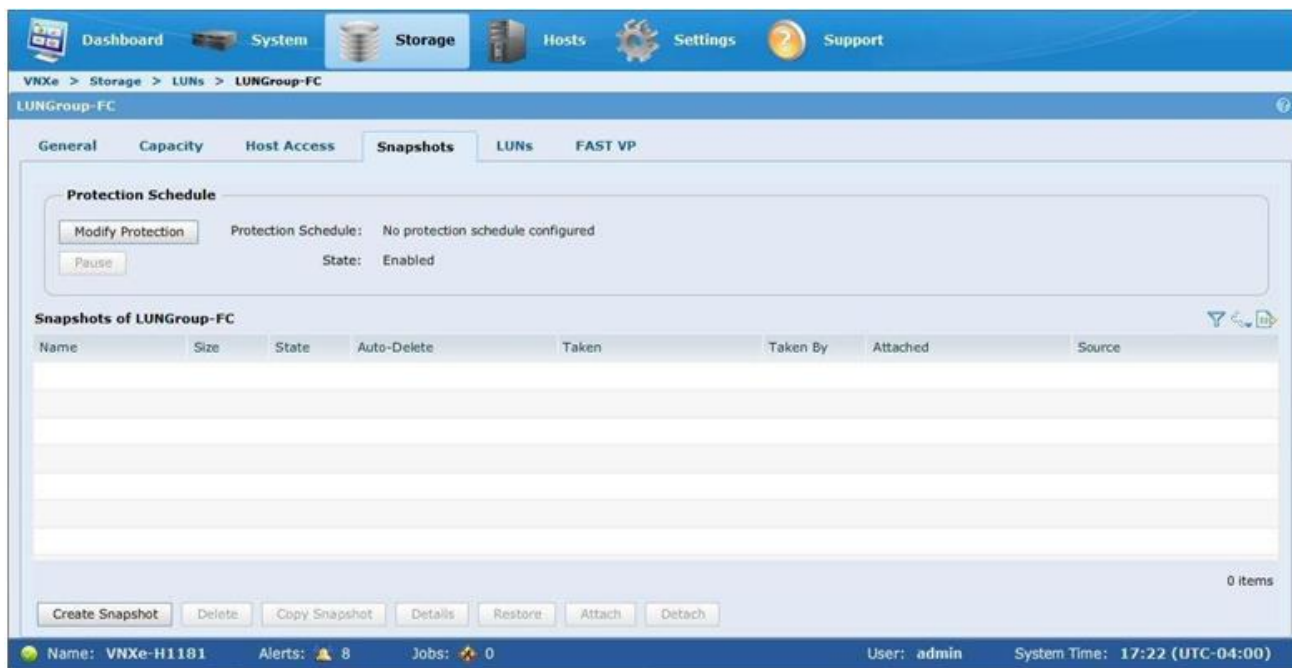 Dashboard System Storage Hosts Settings Support
VNXe > Storage > LUNs > LUNGroup-FC
LUNGroup-FC
General Capacity Host Access Snapshots LUNs FAST VP
Protection Schedule
Modify Protection Protection Schedule: No protection schedule configured
Pause State: Enabled
Snapshots of LUNGroup-FC
Name Size State Auto-Delete Taken Taken By Attached Source
0 items
Create Snapshot Delete Copy Snapshot Details Restore Attach Detach
Name: VNXe-H1181 Alerts: 8 Jobs: 0 User: admin System Time: 17:22 (UTC-04:00)